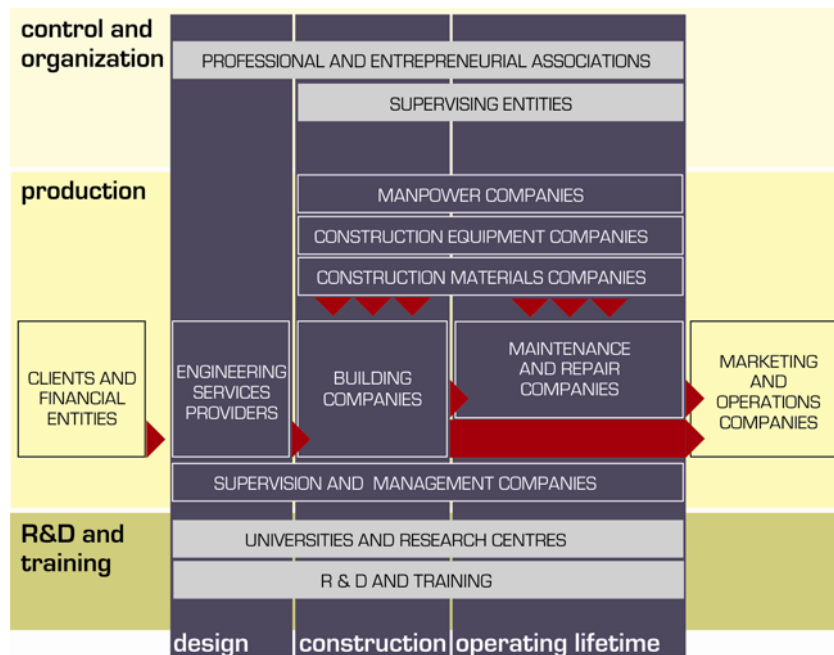 control and
organization
PROFESSIONAL AND ENTREPRENEURIAL ASSOCIATIONS
SUPERVISING ENTITIES
production
MANPOWER COMPANIES
CONSTRUCTION EQUIPMENT COMPANIES
CONSTRUCTION MATERIALS COMPANIES
CLIENTS AND
FINANCIAL
ENTITIES
ENGINEERING
SERVICES
PROVIDERS
BUILDING
COMPANIES
MAINTENANCE
AND REPAIR
COMPANIES
MARKETING
AND
OPERATIONS
COMPANIES
SUPERVISION AND MANAGEMENT COMPANIES
R&D and
training
UNIVERSITIES AND RESEARCH CENTRES
R & D AND TRAINING
design
construction
operating lifetime